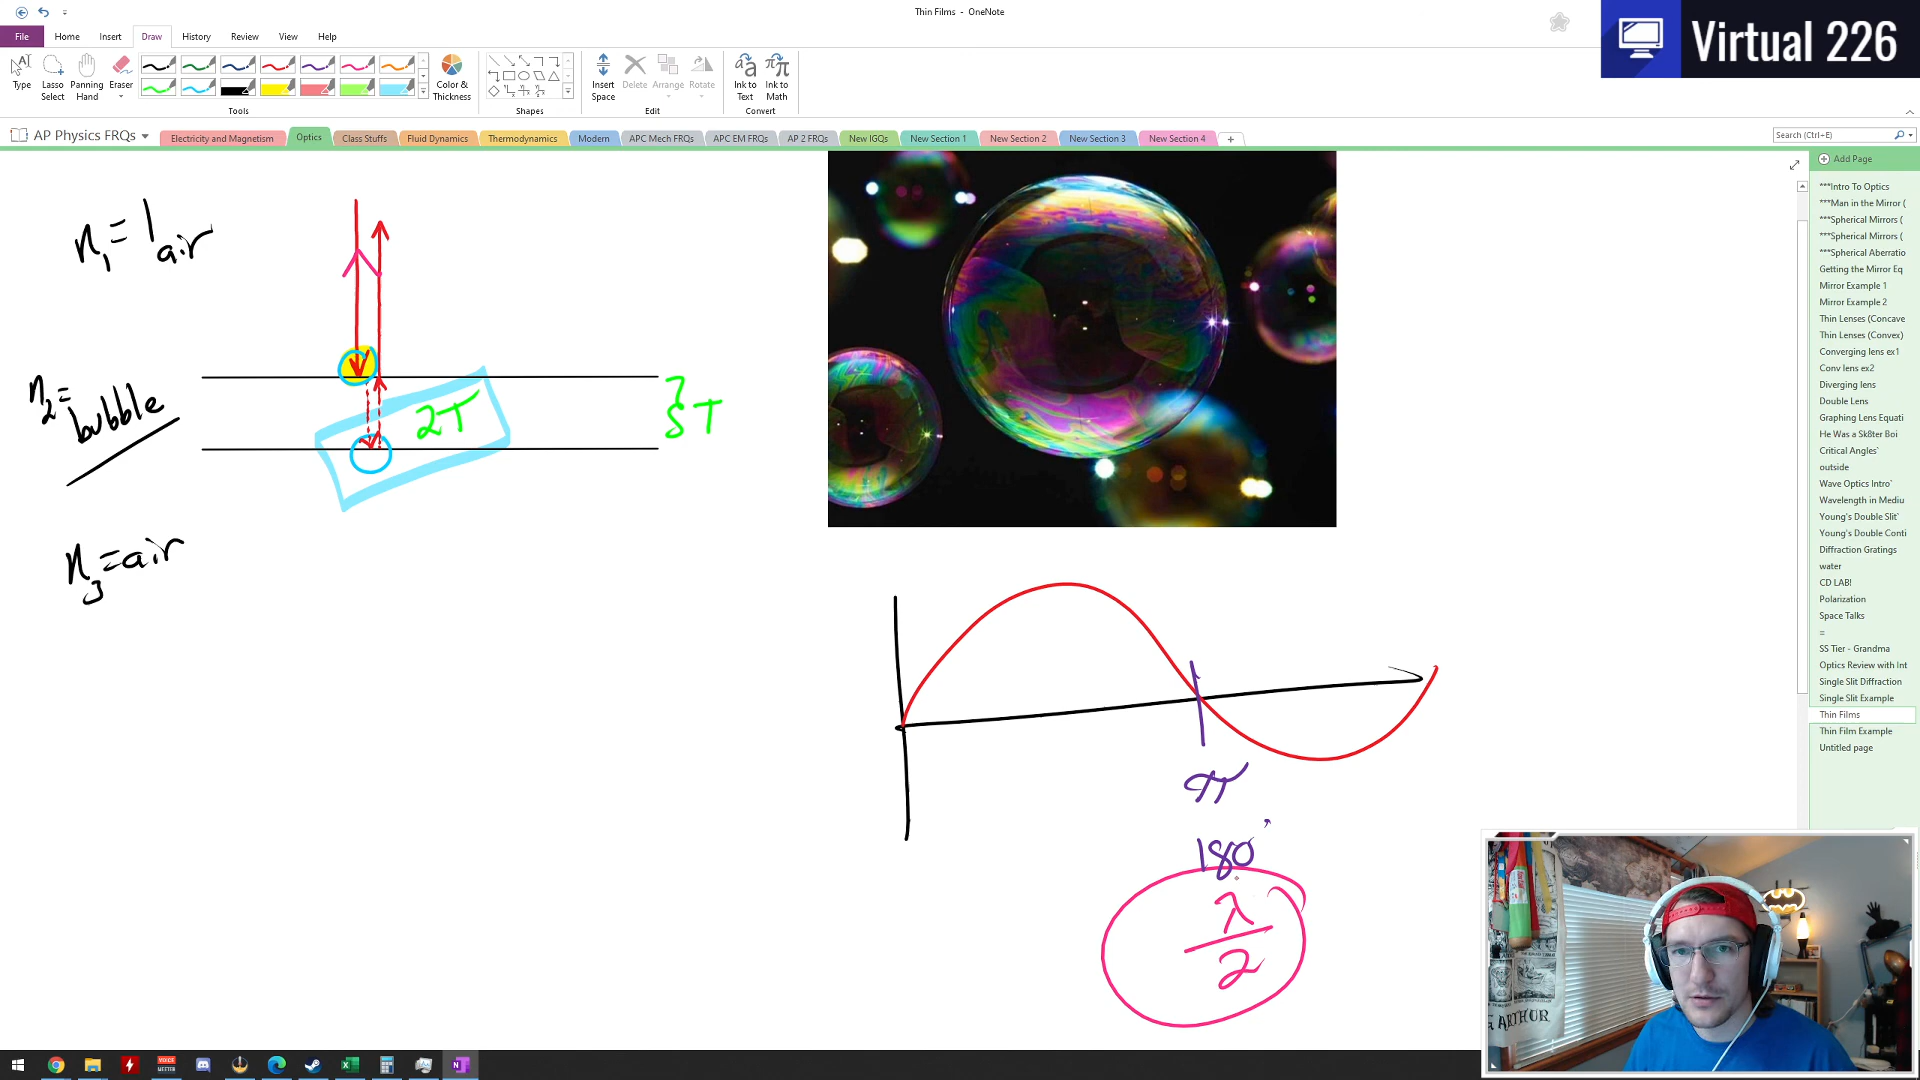 Thin Films - OneNote
Virtual 226
File Home Insert Draw History Review View Help
Type
Lasso Select
Panning Hand
Eraser
Color & Thickness
Insert Space
Delete
Arrange
Rotate
Ink to Text
Ink to Math
Tools
Shapes
Edit
Convert
AP Physics FRQs
Electricity and Magnetism
Optics
Class Stuffs
Fluid Dynamics
Thermodynamics
Modern
APC Mech FRQs
APC EM FRQs
AP 2 FRQs
New IGQs
New Section 1
New Section 2
New Section 3
New Section 4
Search (Ctrl+E)
Add Page
***Intro To Optics
***Man in the Mirror (
***Spherical Mirrors (
***Spherical Mirrors (
***Spherical Aberratio
Getting the Mirror Eq
Mirror Example 1
Mirror Example 2
Thin Lenses (Concave
Thin Lenses (Convex)
Converging lens ex1
Conv lens ex2
Diverging lens
Double Lens
Graphing Lens Equati
He Was a Sk8ter Boi
Critical Angles`
outside
Wave Optics Intro`
Wavelength in Mediu
Young's Double Slit`
Young's Double Conti
Diffraction Gratings
water
CD LAB!
Polarization
Space Talks
=
SS Tier - Grandma
Optics Review with Int
Single Slit Diffraction
Single Slit Example
Thin Films
Thin Film Example
Untitled page
n₁ = 1 air
n₂ = bubble
2T
T
n₃ = air
π
180°
λ
2
ARTHUR